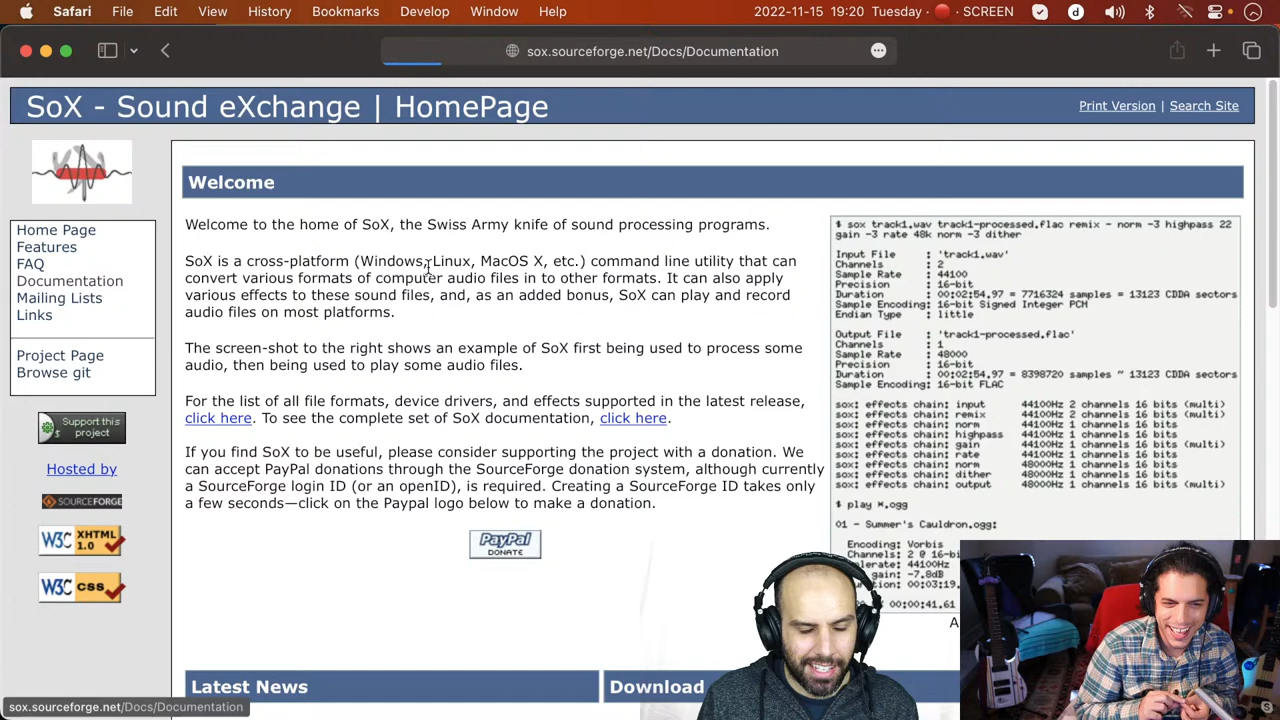 Safari File Edit View History Bookmarks Develop Window Help 2022-11-15 19:20 Tuesday SCREEN
sox.sourceforge.net/Docs/Documentation
SoX - Sound eXchange | HomePage
Print Version | Search Site
Home Page
Features
FAQ
Documentation
Mailing Lists
Links
Project Page
Browse git
Support this
project
Hosted by
SOURCEFORGE
W3C XHTML 1.0
W3C CSS
Welcome
Welcome to the home of SoX, the Swiss Army knife of sound processing programs.
SoX is a cross-platform (Windows, Linux, MacOS X, etc.) command line utility that can
convert various formats of computer audio files in to other formats. It can also apply
various effects to these sound files, and, as an added bonus, SoX can play and record
audio files on most platforms.
The screen-shot to the right shows an example of SoX first being used to process some
audio, then being used to play some audio files.
For the list of all file formats, device drivers, and effects supported in the latest release,
click here. To see the complete set of SoX documentation, click here.
If you find SoX to be useful, please consider supporting the project with a donation. We
can accept PayPal donations through the SourceForge donation system, although currently
a SourceForge login ID (or an openID), is required. Creating a SourceForge ID takes only
a few seconds—click on the Paypal logo below to make a donation.
PayPal
DONATE
$ sox track1.wav track1-processed.flac remix - norm -3 highpass 22
gain -3 rate 48k norm -3 dither
Input File : 'track1.wav'
Channels : 2
Sample Rate : 44100
Precision : 16-bit
Duration : 00:02:54.97 = 7716324 samples = 13123 CDDA sectors
Sample Encoding: 16-bit Signed Integer PCM
Endian Type : little
Output File : 'track1-processed.flac'
Channels : 1
Sample Rate : 48000
Precision : 16-bit
Duration : 00:02:54.97 = 8398720 samples ~ 13123 CDDA sectors
Sample Encoding: 16-bit FLAC
sox: effects chain: input 44100Hz 2 channels 16 bits (multi)
sox: effects chain: remix 44100Hz 2 channels 16 bits (multi)
sox: effects chain: norm 44100Hz 1 channels 16 bits
sox: effects chain: highpass 44100Hz 1 channels 16 bits
sox: effects chain: gain 44100Hz 1 channels 16 bits (multi)
sox: effects chain: rate 44100Hz 1 channels 16 bits
sox: effects chain: norm 48000Hz 1 channels 16 bits
sox: effects chain: dither 48000Hz 1 channels 16 bits
sox: effects chain: output 48000Hz 1 channels 16 bits (multi)
$ play *.ogg
01 - Summer's Cauldron.ogg:
Encoding: Vorbis
Channels: 2 @ 16-bi
44100Hz
gain: -7.8dB
00:03:19.
00:00:41.61
A
Latest News
Download
sox.sourceforge.net/Docs/Documentation